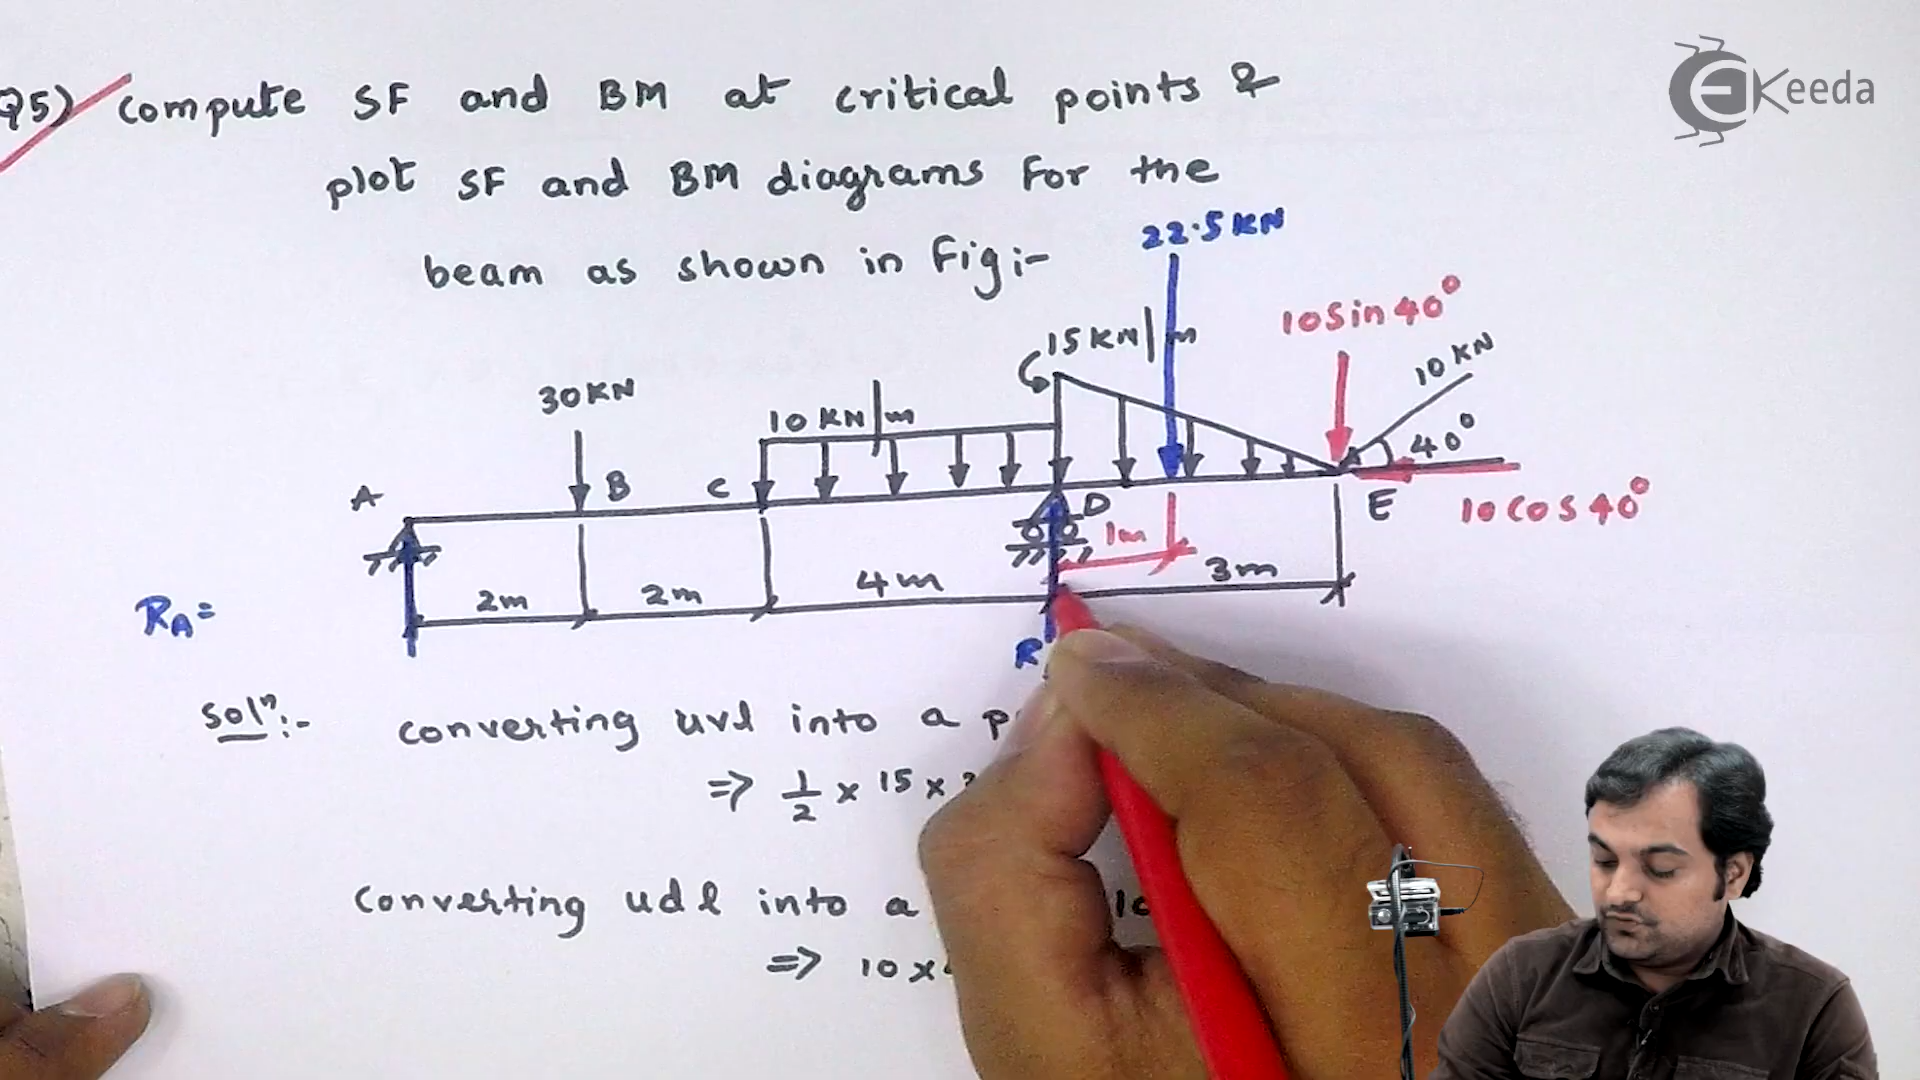 Q5) Compute SF and BM at critical points &
plot SF and BM diagrams For the
beam as shown in Fig:-
Keeda
22.5 KN
10 sin 40°
15 KN/m
10 KN
30 KN
10 KN/m
40°
A
B
C
D
E
10 cos 40°
1m
2m
2m
4m
3m
RA=
R
Solⁿ:-
Converting uvl into a
=> 1/2 x 15 x
Converting udl into a
=> 10 x